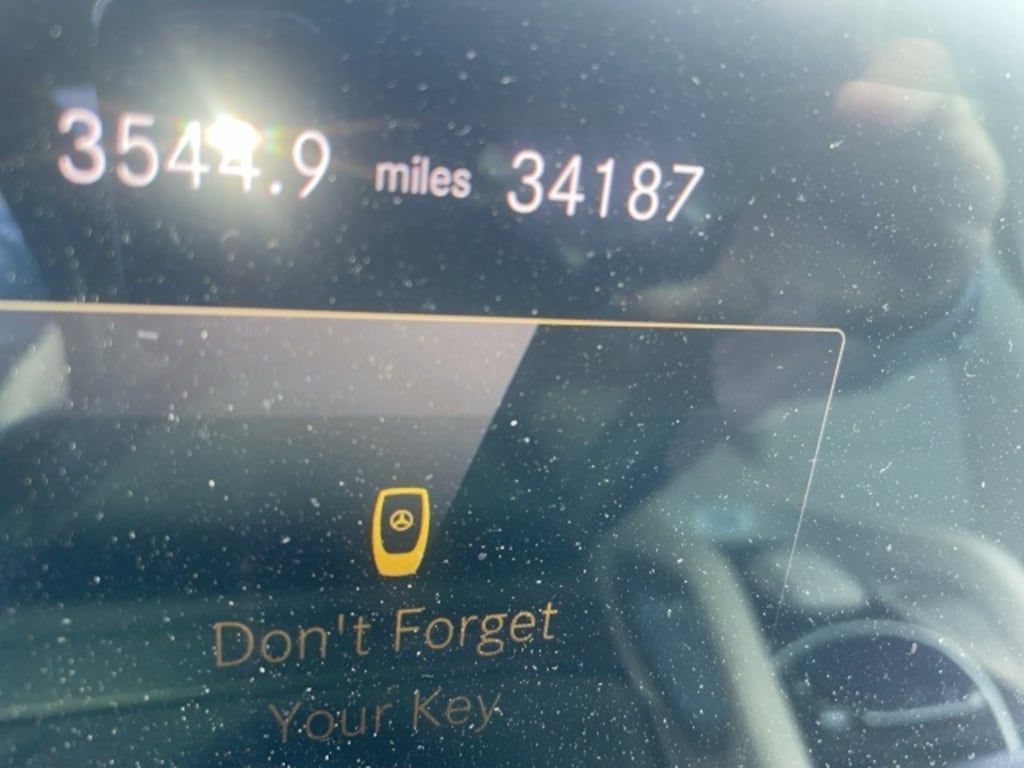 3544.9 miles 34187
Don't Forget
Your Key